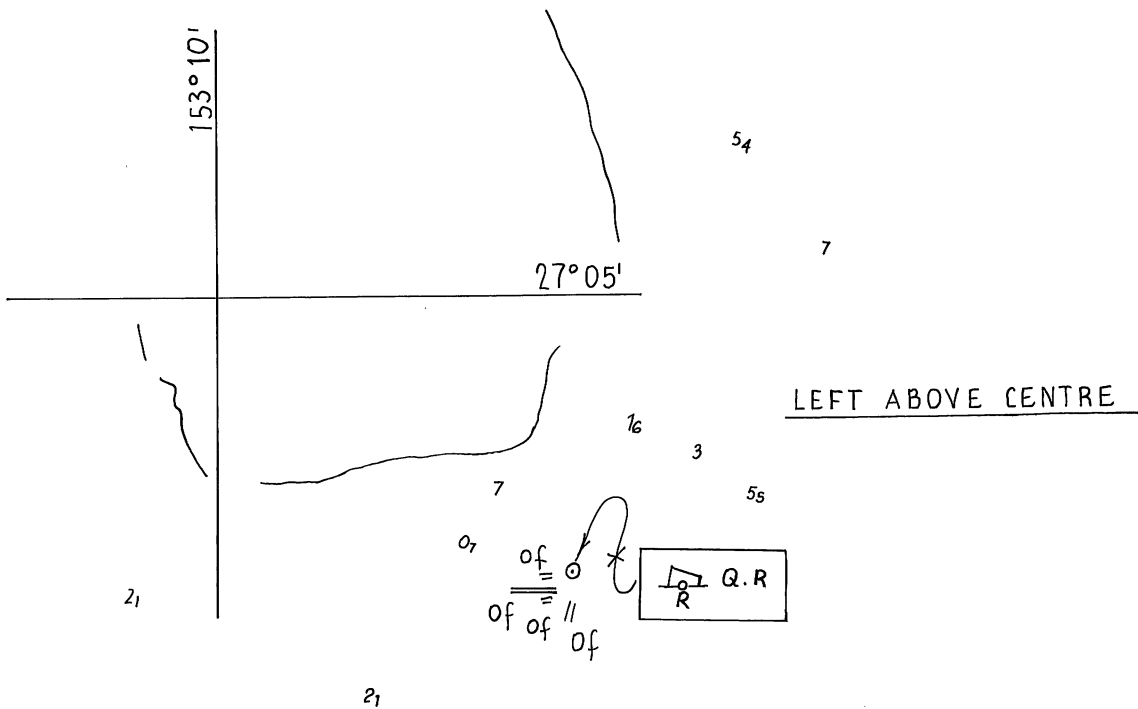 153°10'
5₄
7
27°05'
LEFT ABOVE CENTRE
1₆
3
7
5₅
0₇
Of
Q.R
R
2₁
Of
Of
Of
2₁